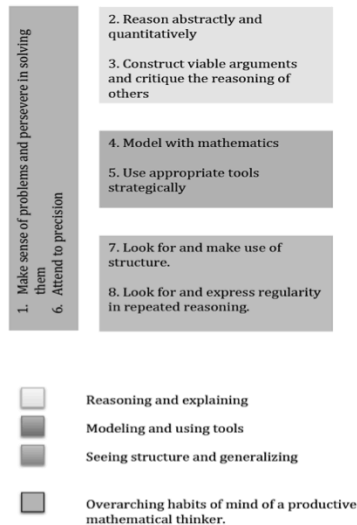 1. Make sense of problems and persevere in solving
them
6. Attend to precision
2. Reason abstractly and
quantitatively
3. Construct viable arguments
and critique the reasoning of
others
4. Model with mathematics
5. Use appropriate tools
strategically
7. Look for and make use of
structure.
8. Look for and express regularity
in repeated reasoning.
Reasoning and explaining
Modeling and using tools
Seeing structure and generalizing
Overarching habits of mind of a productive
mathematical thinker.